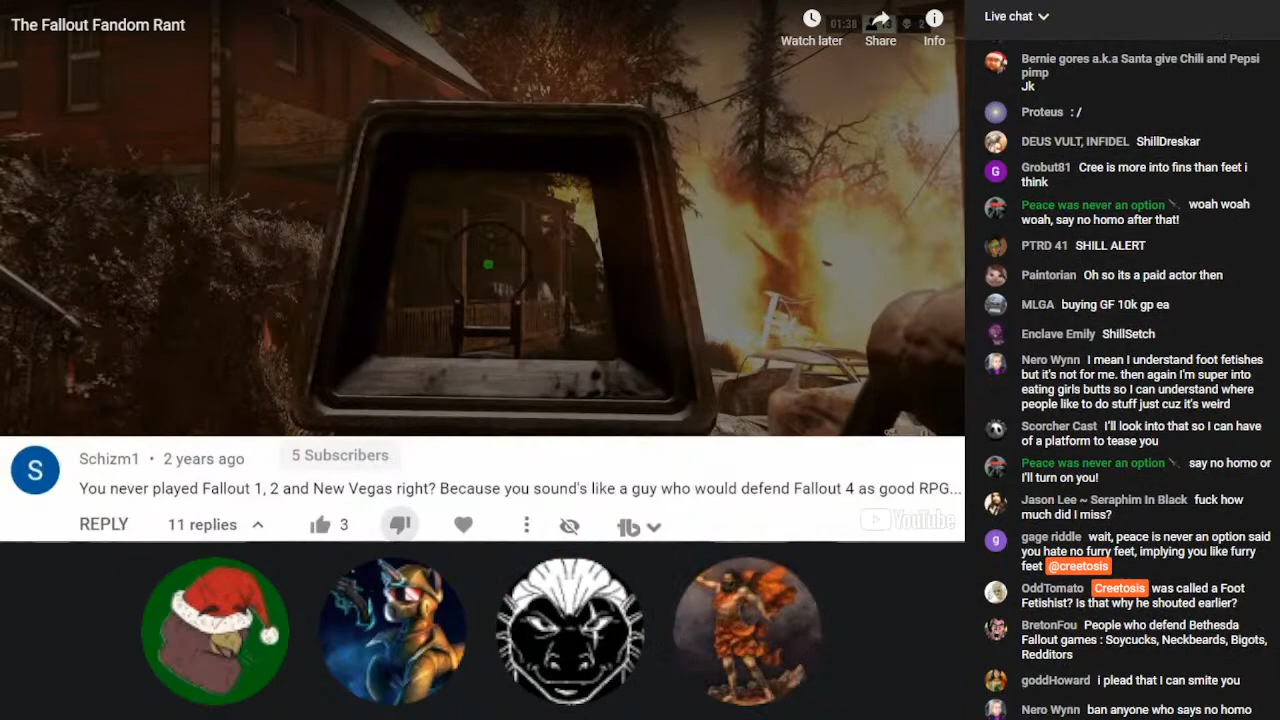 The Fallout Fandom Rant
01:38
Watch later
Share
Info
Schizm1 • 2 years ago
5 Subscribers
You never played Fallout 1, 2 and New Vegas right? Because you sound's like a guy who would defend Fallout 4 as good RPG...
REPLY
11 replies
3
YouTube
S
Live chat
Bernie gores a.k.a Santa give Chili and Pepsi
pimp
Jk
Proteus : /
DEUS VULT, INFIDEL ShillDreskar
G
Grobut81 Cree is more into fins than feet i
think
Peace was never an option woah woah
woah, say no homo after that!
PTRD 41 SHILL ALERT
Paintorian Oh so its a paid actor then
MLGA buying GF 10k gp ea
Enclave Emily ShillSetch
Nero Wynn I mean I understand foot fetishes
but it's not for me. then again I'm super into
eating girls butts so I can understand where
people like to do stuff just cuz it's weird
Scorcher Cast I'll look into that so I can have
of a platform to tease you
Peace was never an option say no homo or
I'll turn on you!
Jason Lee ~ Seraphim In Black fuck how
much did I miss?
g
gage riddle wait, peace is never an option said
you hate no furry feet, implying you like furry
feet @creetosis
OddTomato Creetosis was called a Foot
Fetishist? Is that why he shouted earlier?
BretonFou People who defend Bethesda
Fallout games : Soycucks, Neckbeards, Bigots,
Redditors
goddHoward i plead that I can smite you
Nero Wynn ban anyone who says no homo